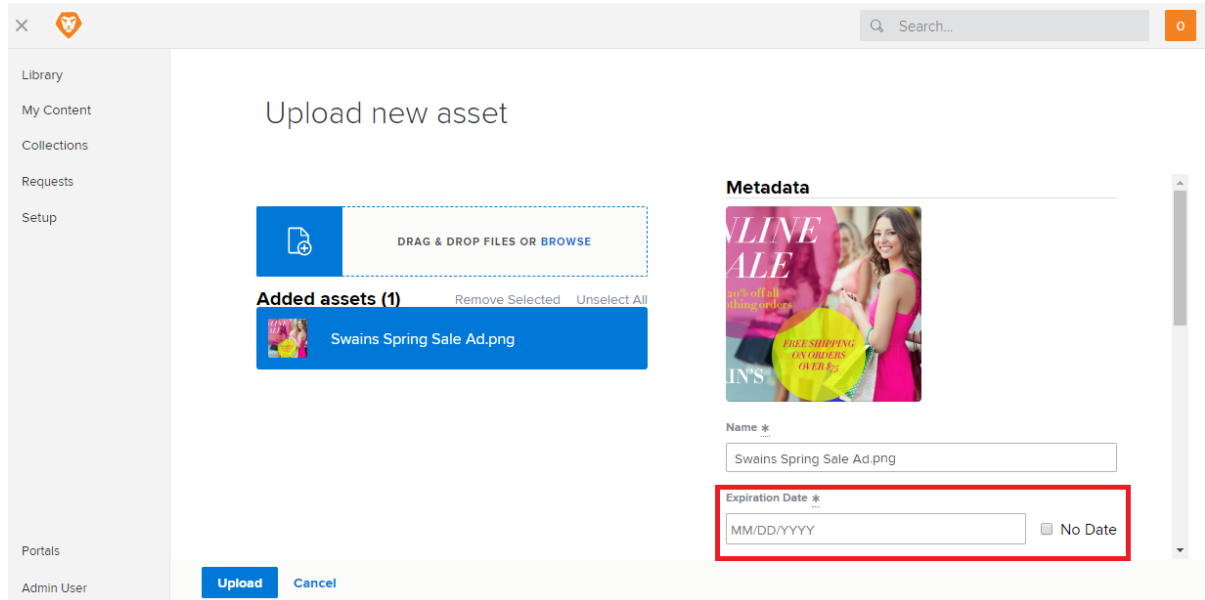 Search...
0
Library
My Content
Collections
Requests
Setup
Portals
Admin User
Upload new asset
DRAG & DROP FILES OR BROWSE
Added assets (1) Remove Selected Unselect All
Swains Spring Sale Ad.png
Metadata
NLINE
SALE
20% off all
othing orders
FREE SHIPPING
ON ORDERS
OVER $75
IN'S
Name *
Swains Spring Sale Ad.png
Expiration Date *
MM/DD/YYYY No Date
Upload Cancel